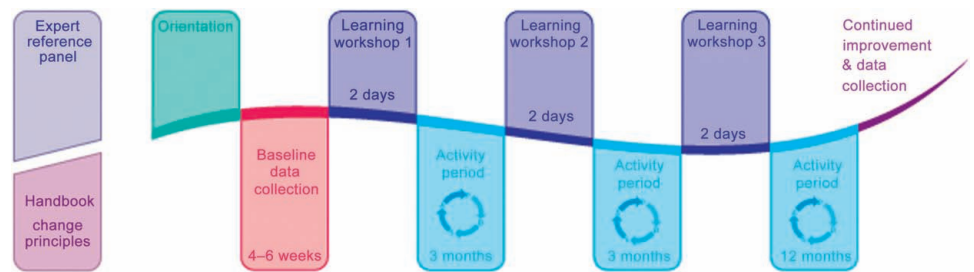 Expert
reference
panel
Handbook
change
principles
Orientation
Baseline
data
collection
4–6 weeks
Learning
workshop 1
2 days
Activity
period
3 months
Learning
workshop 2
2 days
Activity
period
3 months
Learning
workshop 3
2 days
Activity
period
12 months
Continued
improvement
& data
collection